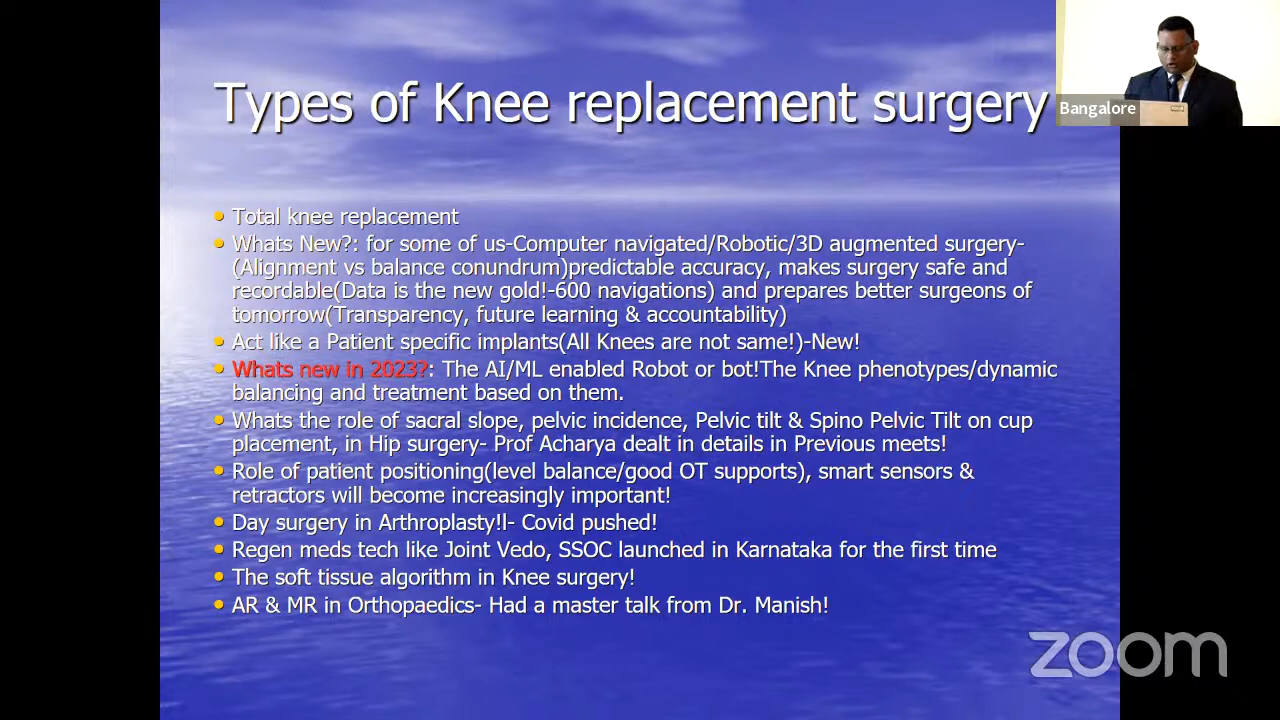 Types of Knee replacement surgery
Bangalore
Total knee replacement
Whats New?: for some of us-Computer navigated/Robotic/3D augmented surgery-
(Alignment vs balance conundrum)predictable accuracy, makes surgery safe and
recordable(Data is the new gold!-600 navigations) and prepares better surgeons of
tomorrow(Transparency, future learning & accountability)
Act like a Patient specific implants(All Knees are not same!)-New!
Whats new in 2023?: The AI/ML enabled Robot or bot!The Knee phenotypes/dynamic
balancing and treatment based on them.
Whats the role of sacral slope, pelvic incidence, Pelvic tilt & Spino Pelvic Tilt on cup
placement, in Hip surgery- Prof Acharya dealt in details in Previous meets!
Role of patient positioning(level balance/good OT supports), smart sensors &
retractors will become increasingly important!
Day surgery in Arthroplasty!l- Covid pushed!
Regen meds tech like Joint Vedo, SSOC launched in Karnataka for the first time
The soft tissue algorithm in Knee surgery!
AR & MR in Orthopaedics- Had a master talk from Dr. Manish!
zoom